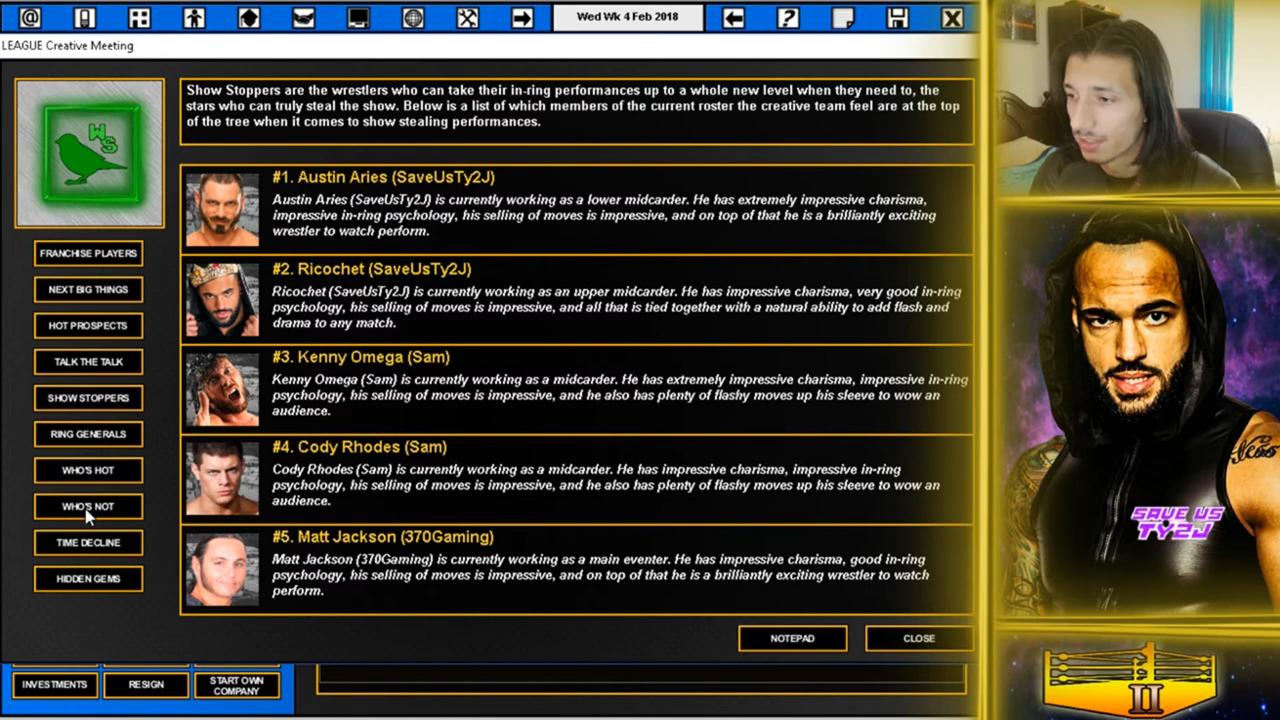 Wed Wk 4 Feb 2018
LEAGUE Creative Meeting
WS
Show Stoppers are the wrestlers who can take their in-ring performances up to a whole new level when they need to, the
stars who can truly steal the show. Below is a list of which members of the current roster the creative team feel are at the top
of the tree when it comes to show stealing performances.
FRANCHISE PLAYERS
NEXT BIG THINGS
HOT PROSPECTS
TALK THE TALK
SHOW STOPPERS
RING GENERALS
WHO'S HOT
WHO'S NOT
TIME DECLINE
HIDDEN GEMS
#1. Austin Aries (SaveUsTy2J)
Austin Aries (SaveUsTy2J) is currently working as a lower midcarder. He has extremely impressive charisma,
impressive in-ring psychology, his selling of moves is impressive, and on top of that he is a brilliantly exciting
wrestler to watch perform.
#2. Ricochet (SaveUsTy2J)
Ricochet (SaveUsTy2J) is currently working as an upper midcarder. He has impressive charisma, very good in-ring
psychology, his selling of moves is impressive, and all that is tied together with a natural ability to add flash and
drama to any match.
#3. Kenny Omega (Sam)
Kenny Omega (Sam) is currently working as a midcarder. He has extremely impressive charisma, impressive in-ring
psychology, his selling of moves is impressive, and he also has plenty of flashy moves up his sleeve to wow an
audience.
#4. Cody Rhodes (Sam)
Cody Rhodes (Sam) is currently working as a midcarder. He has impressive charisma, impressive in-ring
psychology, his selling of moves is impressive, and he also has plenty of flashy moves up his sleeve to wow an
audience.
#5. Matt Jackson (370Gaming)
Matt Jackson (370Gaming) is currently working as a main eventer. He has impressive charisma, good in-ring
psychology, his selling of moves is impressive, and on top of that he is a brilliantly exciting wrestler to watch
perform.
NOTEPAD
CLOSE
INVESTMENTS
RESIGN
START OWN
COMPANY
SAVE US
TY2J
II